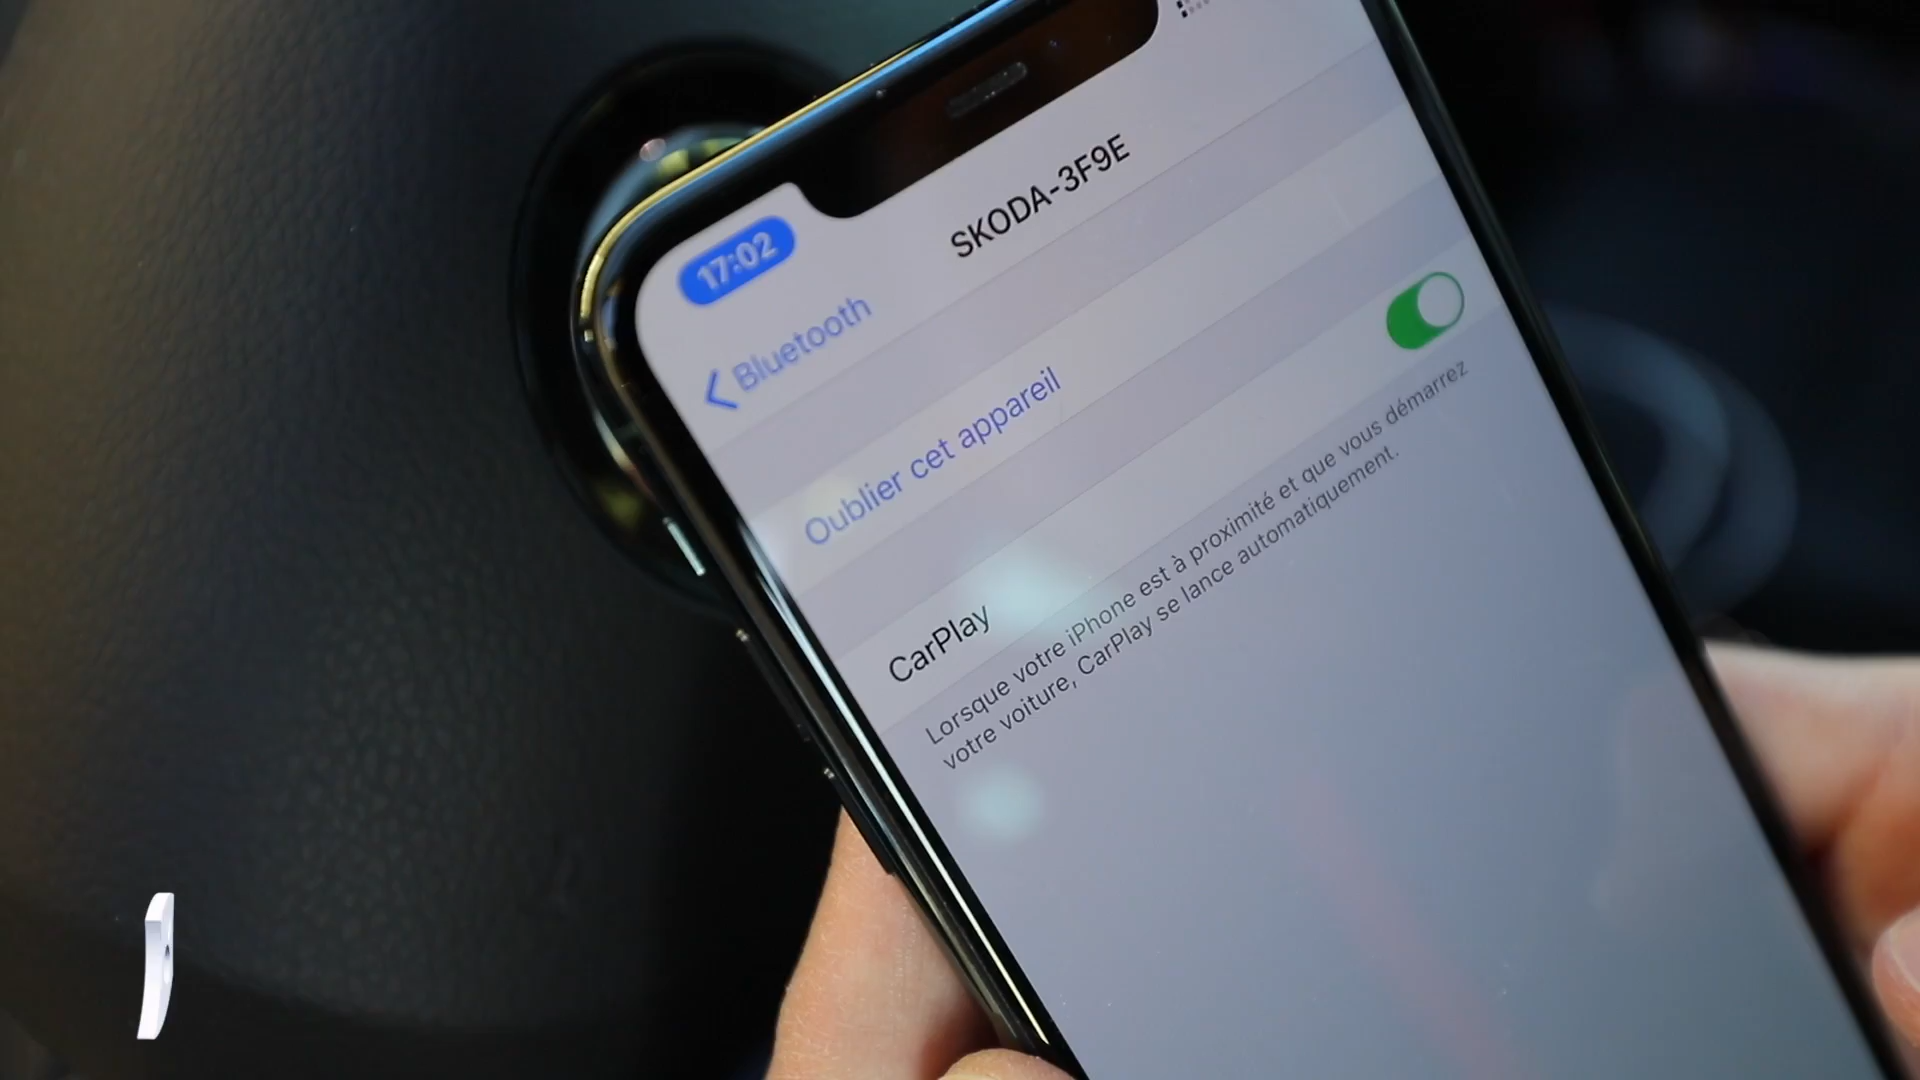 17:02
SKODA-3F9E
Bluetooth
Oublier cet appareil
CarPlay
Lorsque votre iPhone est à proximité et que vous démarrez
votre voiture, CarPlay se lance automatiquement.